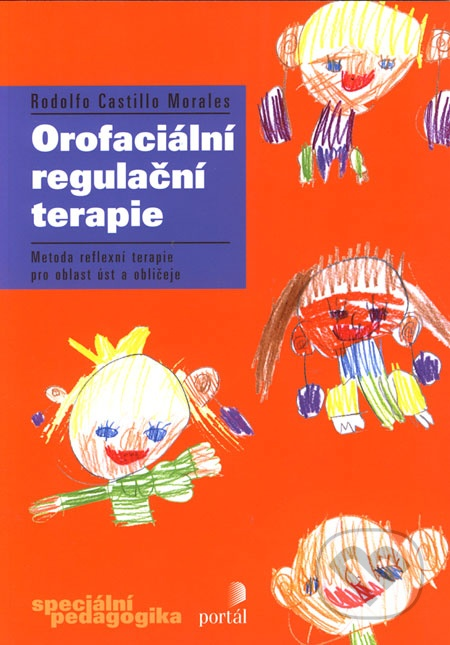 Rodolfo Castillo Morales
Orofaciální
regulační
terapie
Metoda reflexní terapie
pro oblast úst a obličeje
speciální
pedagogika
portál